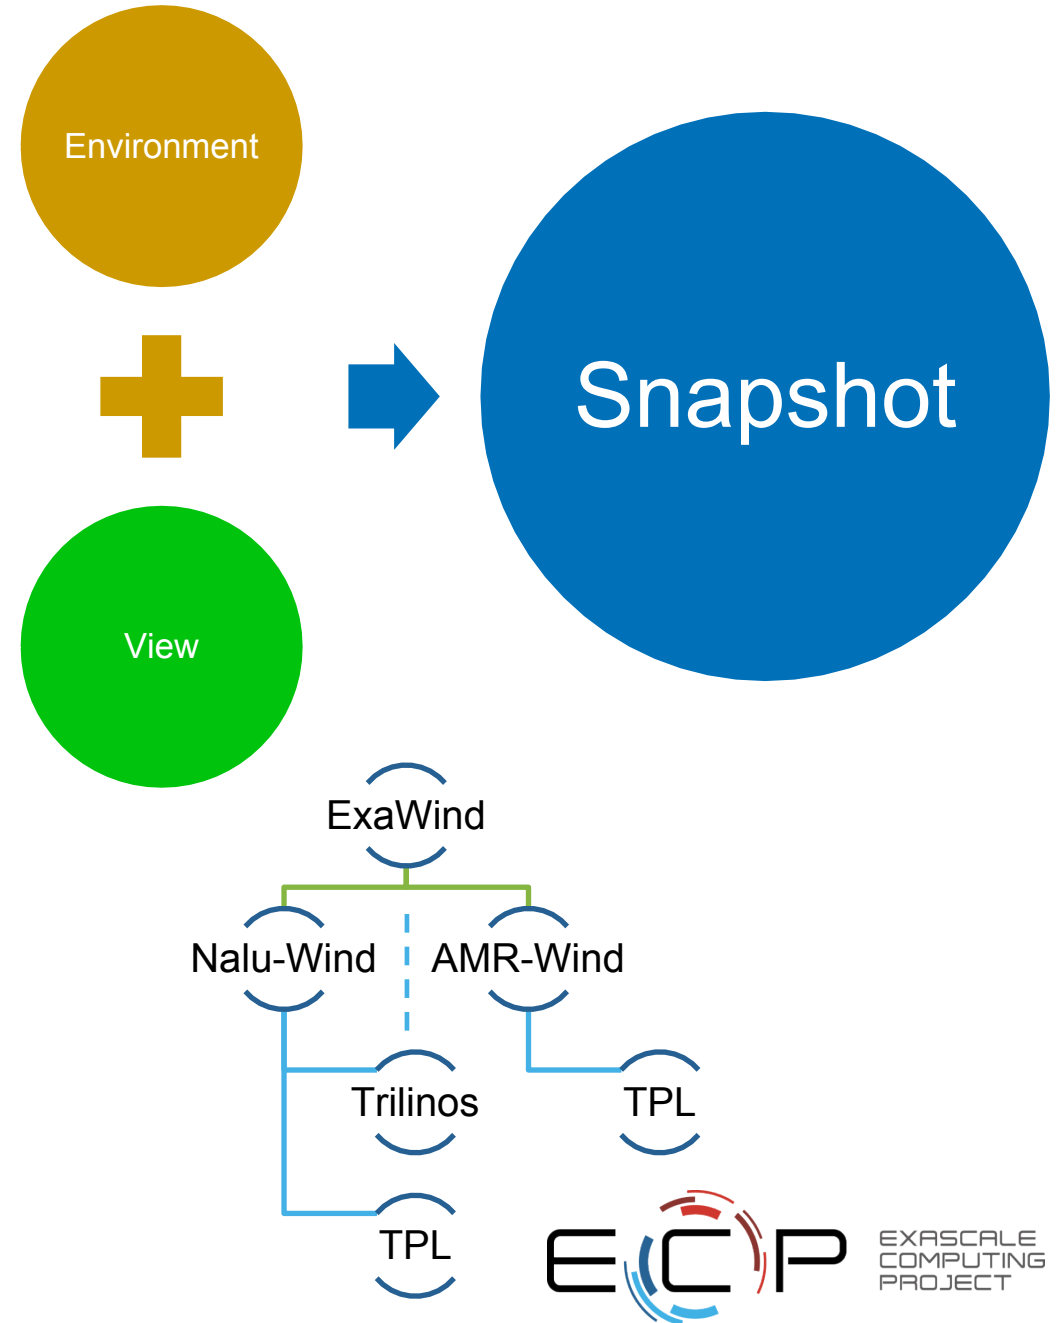 Environment
Snapshot
View
ExaWind
Nalu-Wind
AMR-Wind
Trilinos
TPL
TPL
ECP
EXASCALE
COMPUTING
PROJECT